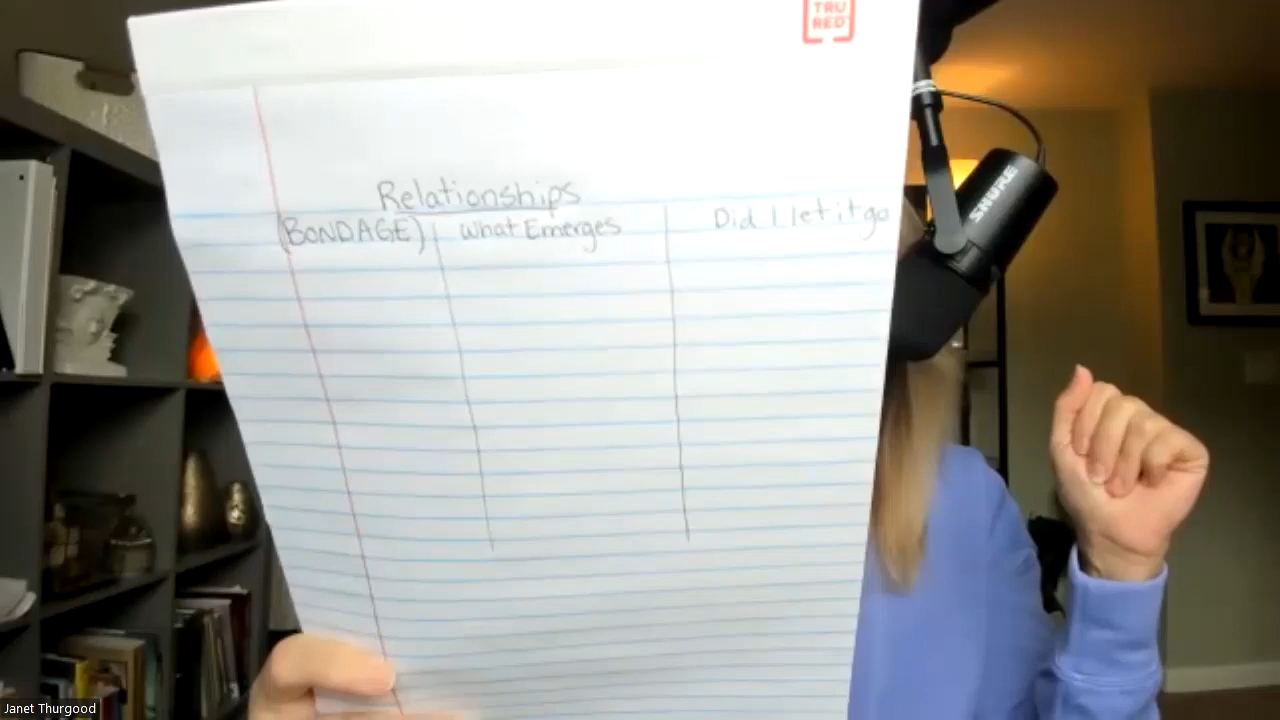 TRU
RED
Relationships
(BONDAGE) What Emerges Did I let it go
SHURE
Janet Thurgood